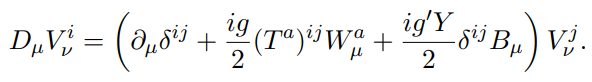 $$D_\mu V_\nu^i = \left( \partial_\mu \delta^{ij} + \frac{ig}{2} (T^a)^{ij} W_\mu^a + \frac{ig'Y}{2} \delta^{ij} B_\mu \right) V_\nu^j.$$